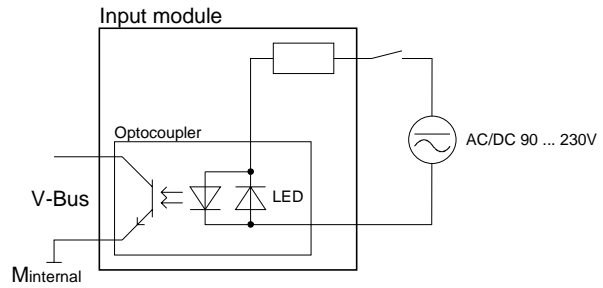 Input module
Optocoupler
AC/DC 90 ... 230V
V-Bus
LED
Minternal